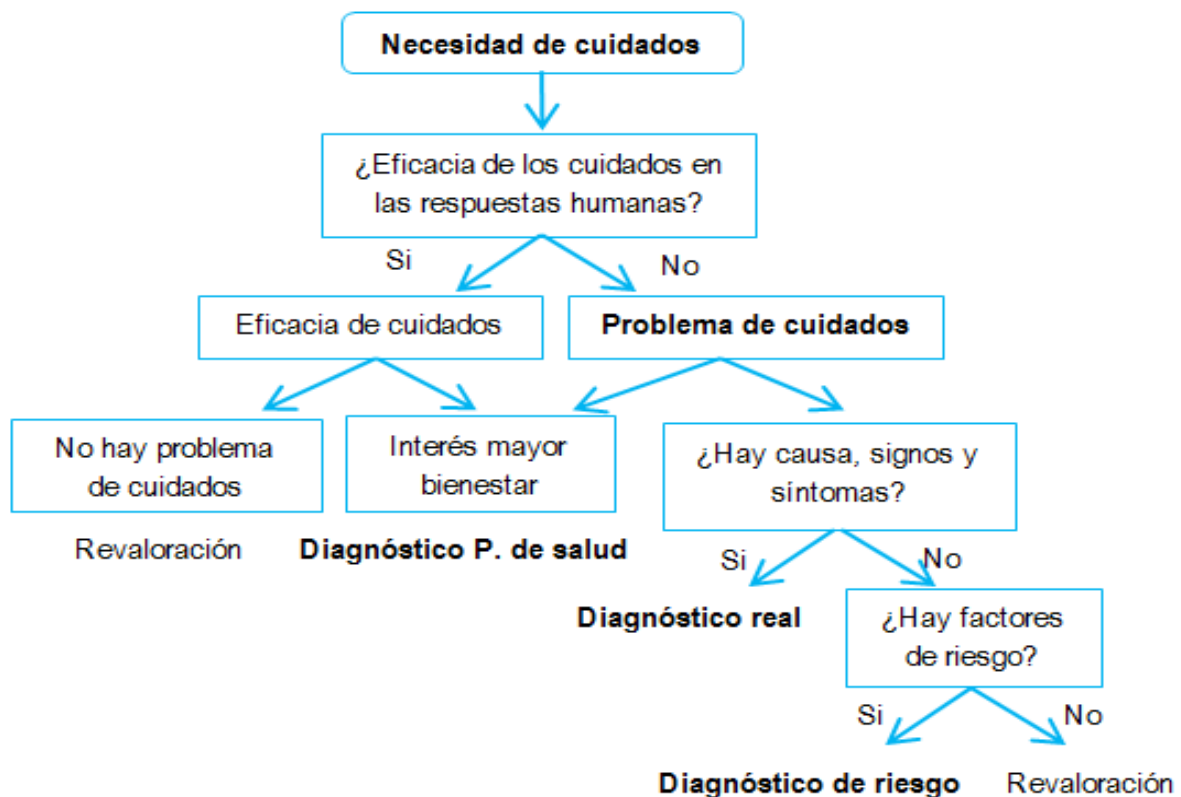 Necesidad de cuidados
¿Eficacia de los cuidados en
las respuestas humanas?
Si
No
Eficacia de cuidados
Problema de cuidados
No hay problema
de cuidados
Interés mayor
bienestar
¿Hay causa, signos y
síntomas?
Revaloración
Diagnóstico P. de salud
Si
No
Diagnóstico real
¿Hay factores
de riesgo?
Si
No
Diagnóstico de riesgo
Revaloración